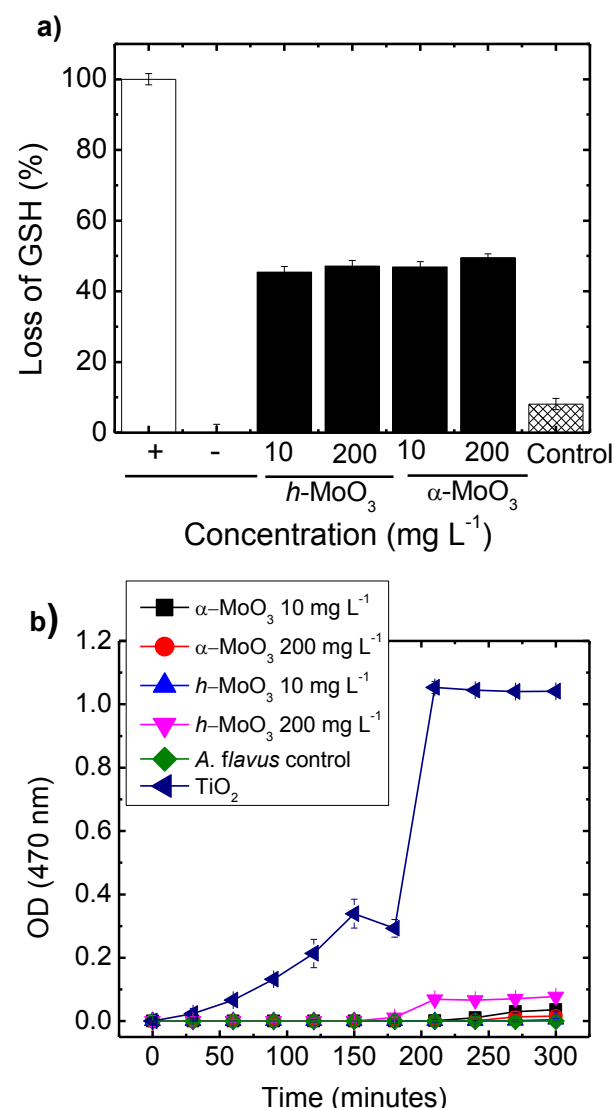 a)
100
80
60
40
20
0
Loss of GSH (%)
+ - 10 200 10 200 Control
h-MoO₃ α-MoO₃
Concentration (mg L⁻¹)
b)
α–MoO₃ 10 mg L⁻¹
α–MoO₃ 200 mg L⁻¹
h–MoO₃ 10 mg L⁻¹
h–MoO₃ 200 mg L⁻¹
A. flavus control
TiO₂
1.2
1.0
0.8
0.6
0.4
0.2
0.0
OD (470 nm)
0 50 100 150 200 250 300
Time (minutes)